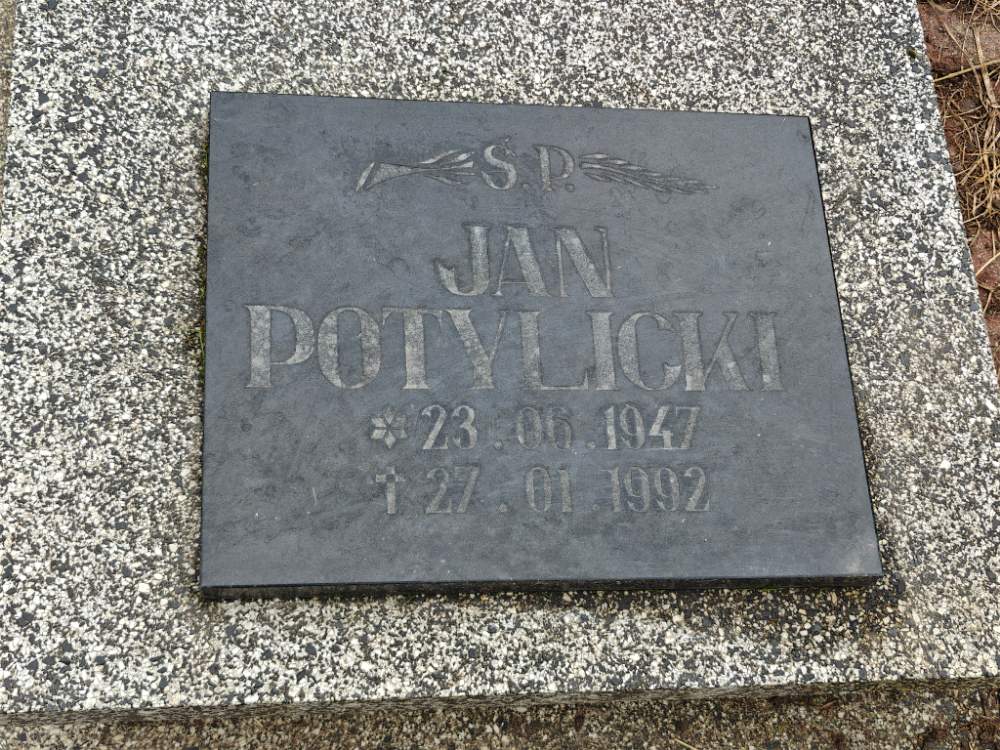 Ś.P.
JAN
POTYLICKI
* 23.06.1947
† 27.01.1992